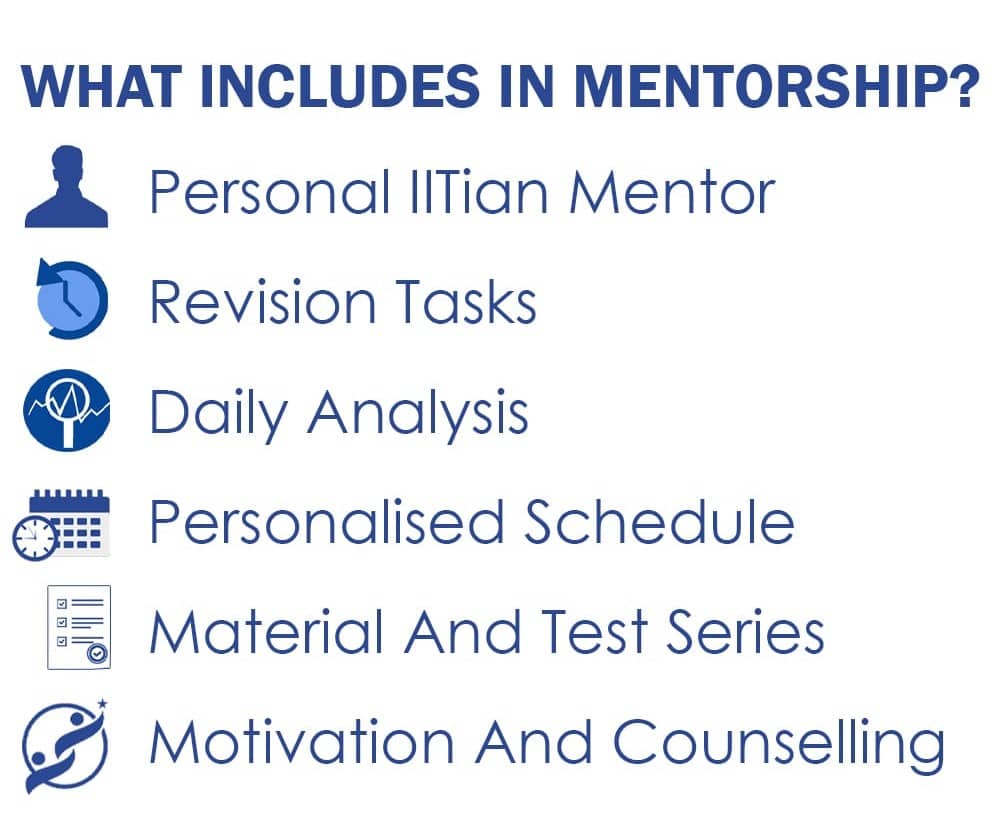 WHAT INCLUDES IN MENTORSHIP?
Personal IITian Mentor
Revision Tasks
Daily Analysis
Personalised Schedule
Material And Test Series
Motivation And Counselling